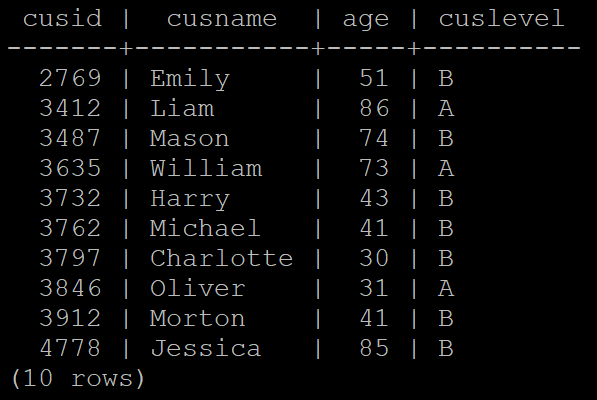 cusid |  cusname  | age | cuslevel
-------+-----------+-----+----------
  2769 | Emily     |  51 | B
  3412 | Liam      |  86 | A
  3487 | Mason     |  74 | B
  3635 | William   |  73 | A
  3732 | Harry     |  43 | B
  3762 | Michael   |  41 | B
  3797 | Charlotte |  30 | B
  3846 | Oliver    |  31 | A
  3912 | Morton    |  41 | B
  4778 | Jessica   |  85 | B
(10 rows)